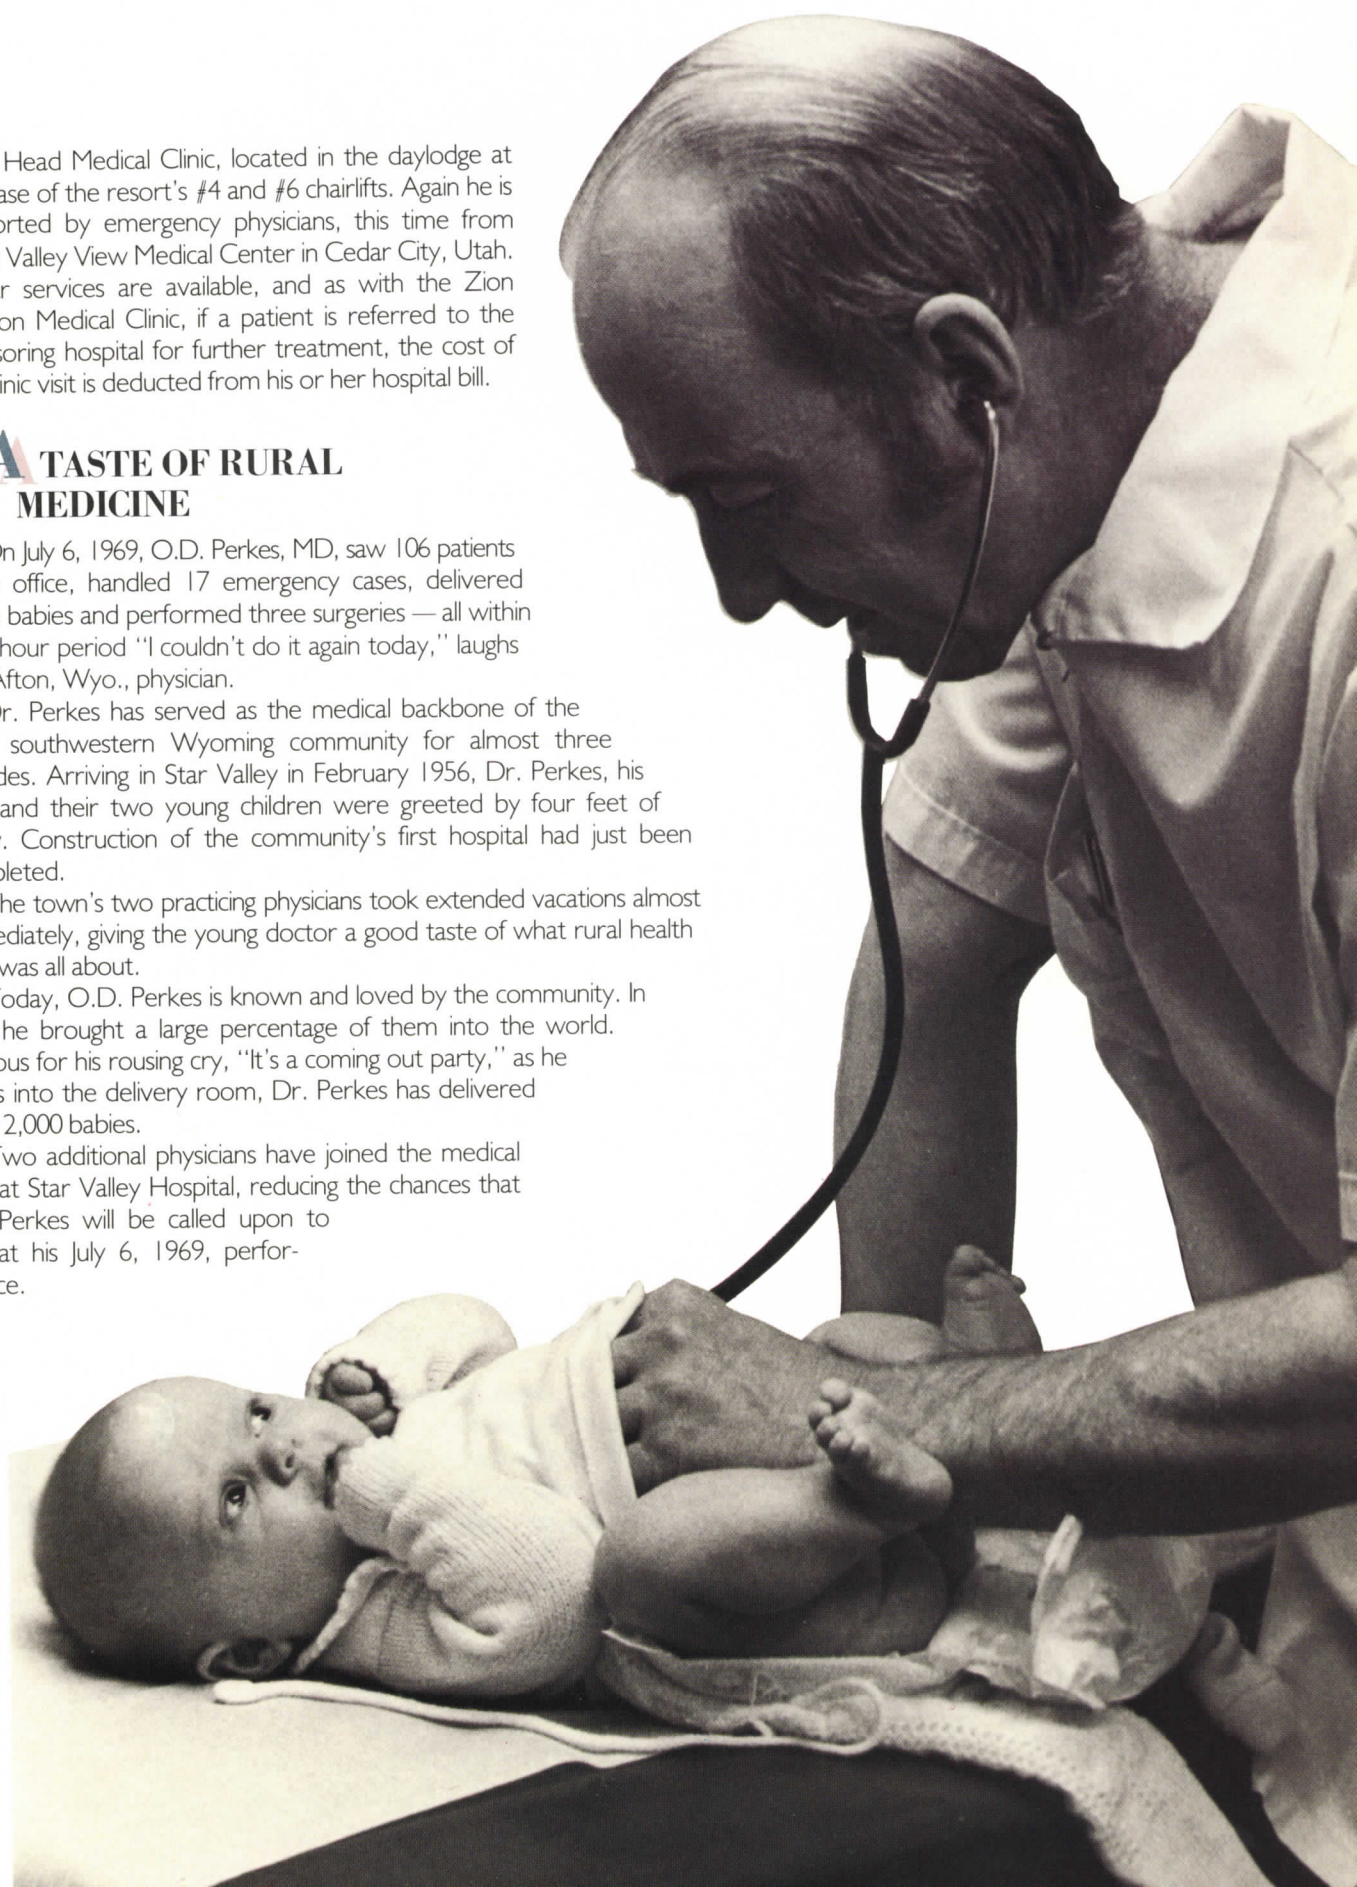 Head Medical Clinic, located in the daylodge at
ase of the resort's #4 and #6 chairlifts. Again he is
orted by emergency physicians, this time from
Valley View Medical Center in Cedar City, Utah.
r services are available, and as with the Zion
on Medical Clinic, if a patient is referred to the
soring hospital for further treatment, the cost of
inic visit is deducted from his or her hospital bill.
A TASTE OF RURAL
MEDICINE
On July 6, 1969, O.D. Perkes, MD, saw 106 patients
office, handled 17 emergency cases, delivered
babies and performed three surgeries — all within
hour period "I couldn't do it again today," laughs
Afton, Wyo., physician.
Dr. Perkes has served as the medical backbone of the
southwestern Wyoming community for almost three
des. Arriving in Star Valley in February 1956, Dr. Perkes, his
and their two young children were greeted by four feet of
. Construction of the community's first hospital had just been
pleted.
he town's two practicing physicians took extended vacations almost
ediately, giving the young doctor a good taste of what rural health
was all about.
Today, O.D. Perkes is known and loved by the community. In
he brought a large percentage of them into the world.
ous for his rousing cry, "It's a coming out party," as he
s into the delivery room, Dr. Perkes has delivered
2,000 babies.
Two additional physicians have joined the medical
at Star Valley Hospital, reducing the chances that
Perkes will be called upon to
at his July 6, 1969, perfor-
ce.